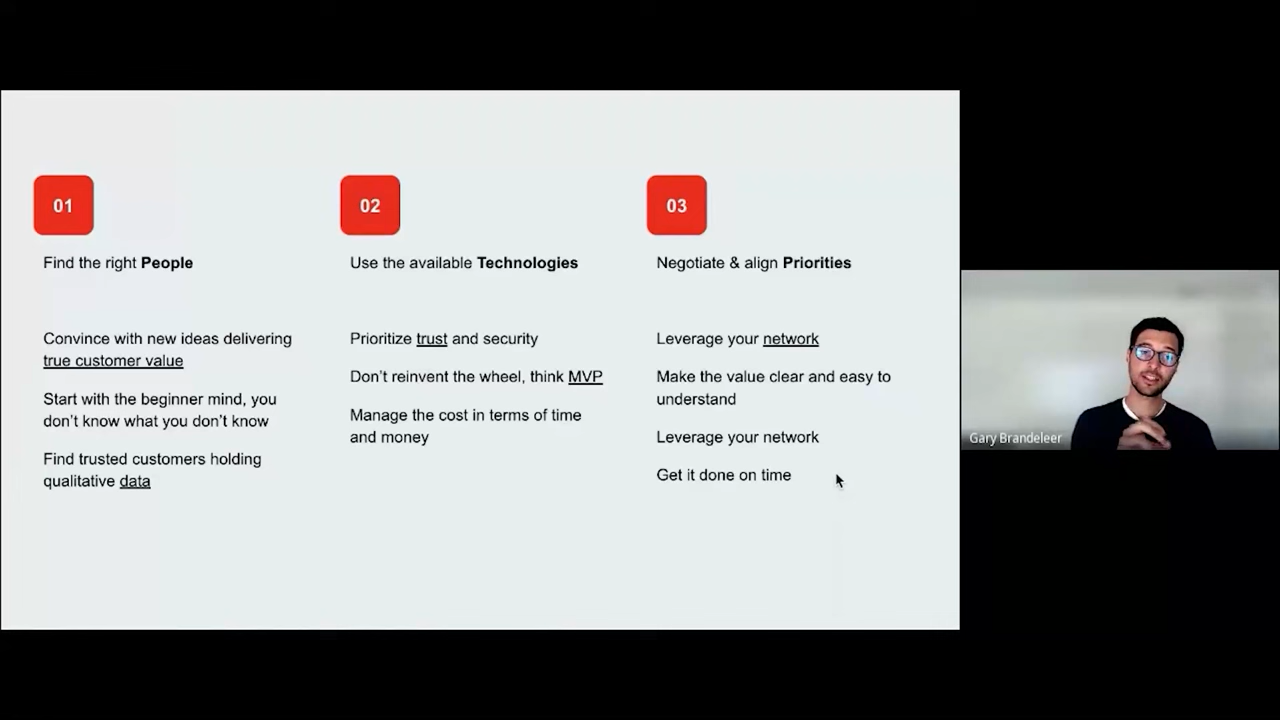 01
Find the right People
Convince with new ideas delivering
true customer value
Start with the beginner mind, you
don't know what you don't know
Find trusted customers holding
qualitative data
02
Use the available Technologies
Prioritize trust and security
Don't reinvent the wheel, think MVP
Manage the cost in terms of time
and money
03
Negotiate & align Priorities
Leverage your network
Make the value clear and easy to
understand
Leverage your network
Get it done on time
Gary Brandeleer